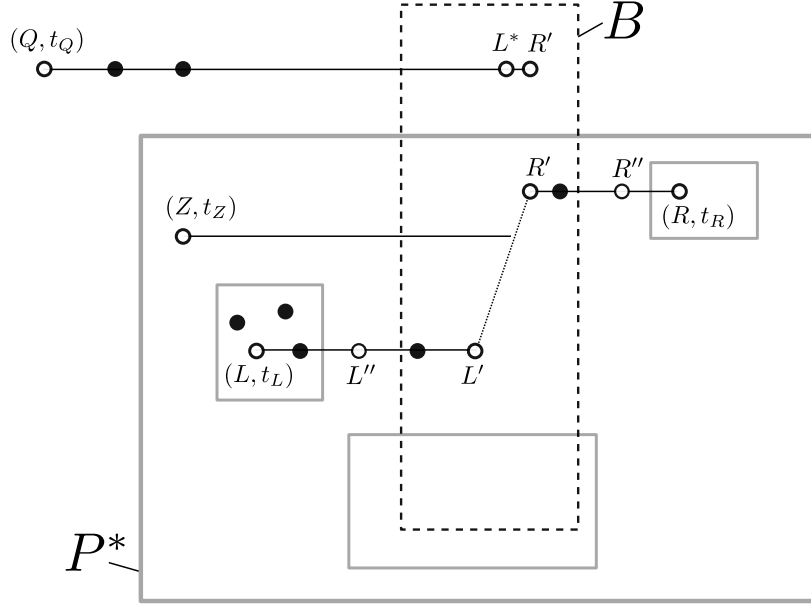 B
(Q, t_Q)
L* R′
R′ R″
(Z, t_Z)
(R, t_R)
(L, t_L) L″ L′
P*